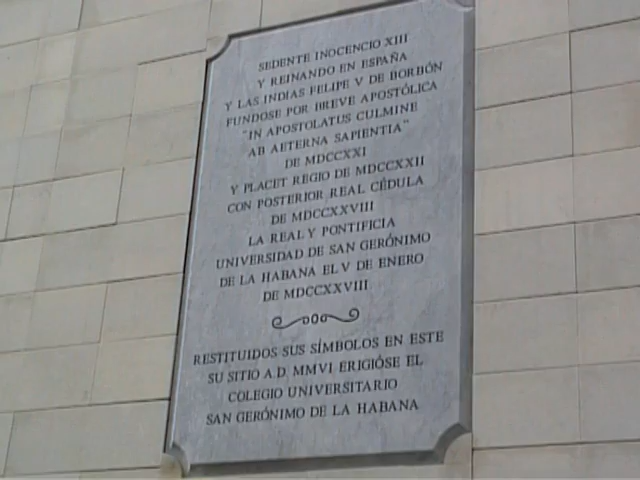 SEDENTE INOCENCIO XIII
Y REINANDO EN ESPAÑA
Y LAS INDIAS FELIPE V DE BORBÓN
FUNDOSE POR BREVE APOSTÓLICA
"IN APOSTOLATUS CULMINE
AB AETERNA SAPIENTIA"
DE MDCCXXI
Y PLACET REGIO DE MDCCXXII
CON POSTERIOR REAL CÉDULA
DE MDCCXXVIII
LA REAL Y PONTIFICIA
UNIVERSIDAD DE SAN GERÓNIMO
DE LA HABANA EL V DE ENERO
DE MDCCXXVIII
RESTITUIDOS SUS SÍMBOLOS EN ESTE
SU SITIO A.D. MMVI ERIGIÓSE EL
COLEGIO UNIVERSITARIO
SAN GERÓNIMO DE LA HABANA